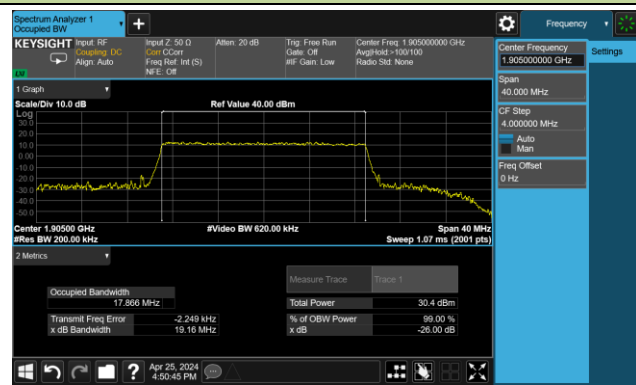 Spectrum Analyzer 1
Occupied BW
Frequency
KEYSIGHT
Input: RF
Coupling: DC
Align: Auto
Input Z: 50 Ω
Corr CCorr
Freq Ref: Int (S)
NFE: Off
Atten: 20 dB
Trig: Free Run
Gate: Off
#IF Gain: Low
Center Freq: 1.905000000 GHz
Avg|Hold:>100/100
Radio Std: None
LXI
Center Frequency
1.905000000 GHz
Settings
Span
40.000 MHz
CF Step
4.000000 MHz
Auto
Man
Freq Offset
0 Hz
1 Graph
Scale/Div 10.0 dB
Ref Value 40.00 dBm
Log
30.0
20.0
10.0
0.00
-10.0
-20.0
-30.0
-40.0
-50.0
Center 1.90500 GHz
#Video BW 620.00 kHz
Span 40 MHz
#Res BW 200.00 kHz
Sweep 1.07 ms (2001 pts)
2 Metrics
Measure Trace
Trace 1
Occupied Bandwidth
17.866 MHz
Total Power
30.4 dBm
Transmit Freq Error
-2.249 kHz
% of OBW Power
99.00 %
x dB Bandwidth
19.16 MHz
x dB
-26.00 dB
Apr 25, 2024
4:50:45 PM